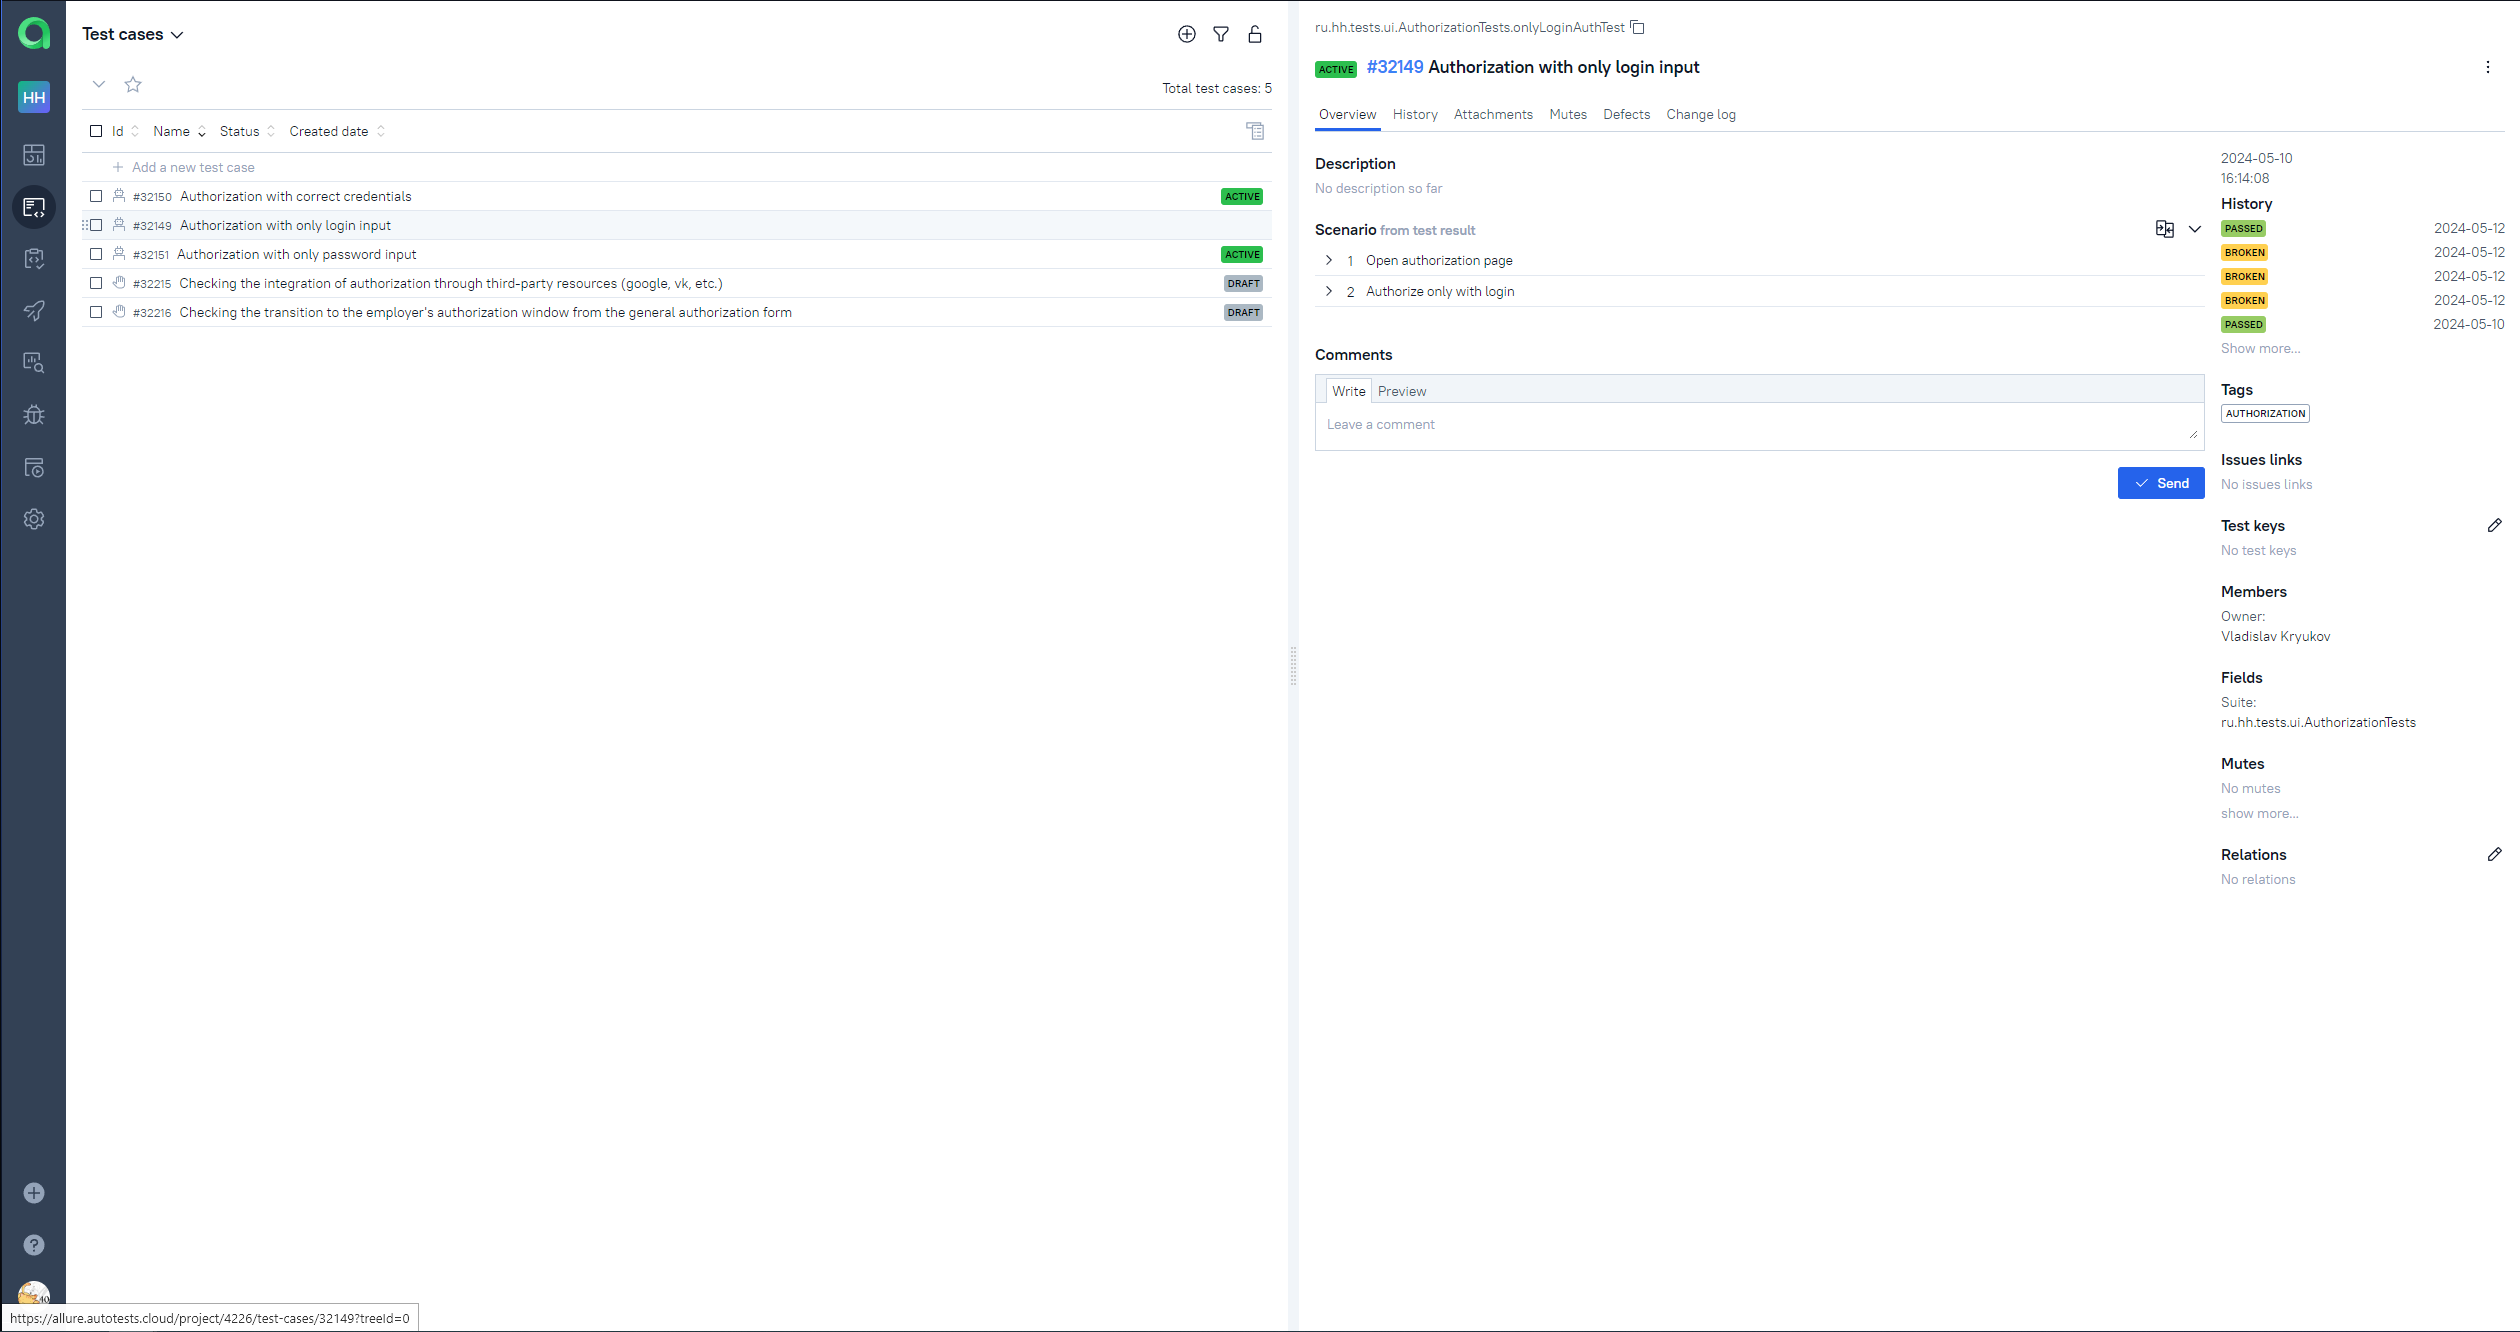 HH
Test cases
Total test cases: 5
Id Name Status Created date
Add a new test case
#32150 Authorization with correct credentials ACTIVE
#32149 Authorization with only login input
#32151 Authorization with only password input ACTIVE
#32215 Checking the integration of authorization through third-party resources (google, vk, etc.) DRAFT
#32216 Checking the transition to the employer's authorization window from the general authorization form DRAFT
https://allure.autotests.cloud/project/4226/test-cases/32149?treeId=0
ru.hh.tests.ui.AuthorizationTests.onlyLoginAuthTest
ACTIVE #32149 Authorization with only login input
Overview History Attachments Mutes Defects Change log
Description
No description so far
Scenario from test result
1 Open authorization page
2 Authorize only with login
Comments
Write Preview
Leave a comment
Send
2024-05-10
16:14:08
History
PASSED 2024-05-12
BROKEN 2024-05-12
BROKEN 2024-05-12
BROKEN 2024-05-12
PASSED 2024-05-10
Show more...
Tags
AUTHORIZATION
Issues links
No issues links
Test keys
No test keys
Members
Owner:
Vladislav Kryukov
Fields
Suite:
ru.hh.tests.ui.AuthorizationTests
Mutes
No mutes
show more...
Relations
No relations